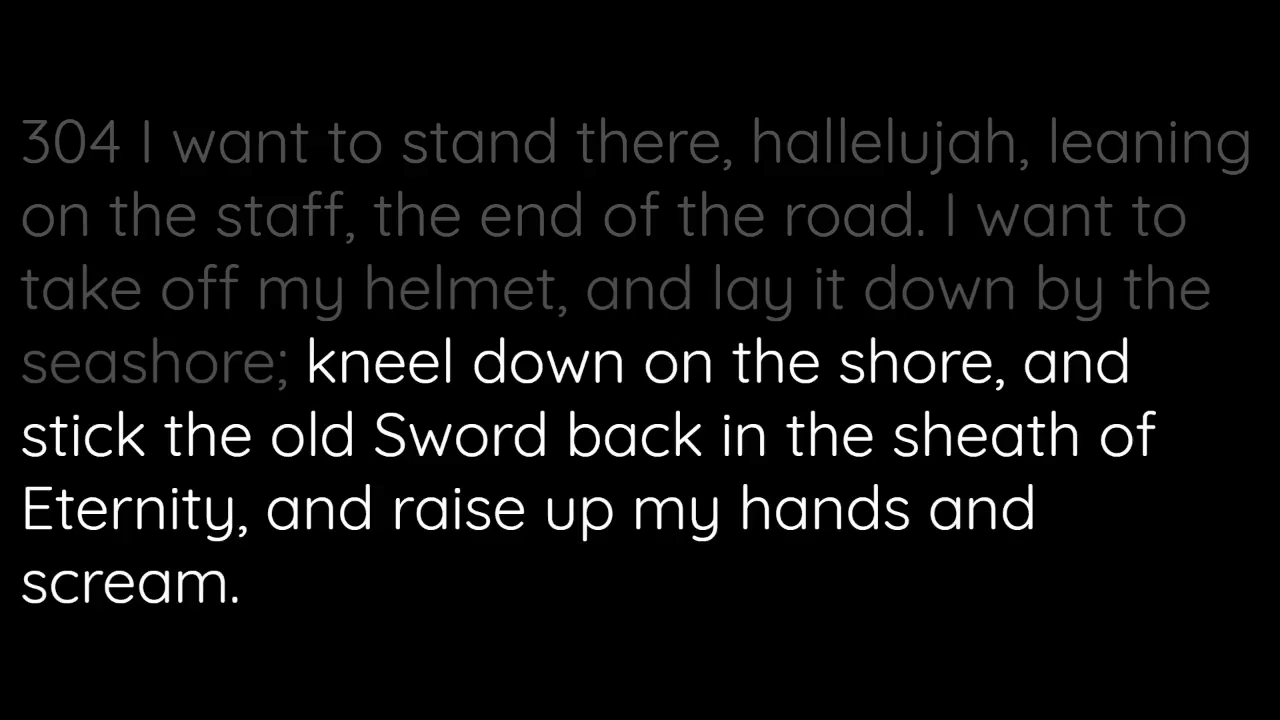 304 I want to stand there, hallelujah, leaning
on the staff, the end of the road. I want to
take off my helmet, and lay it down by the
seashore; kneel down on the shore, and
stick the old Sword back in the sheath of
Eternity, and raise up my hands and
scream.